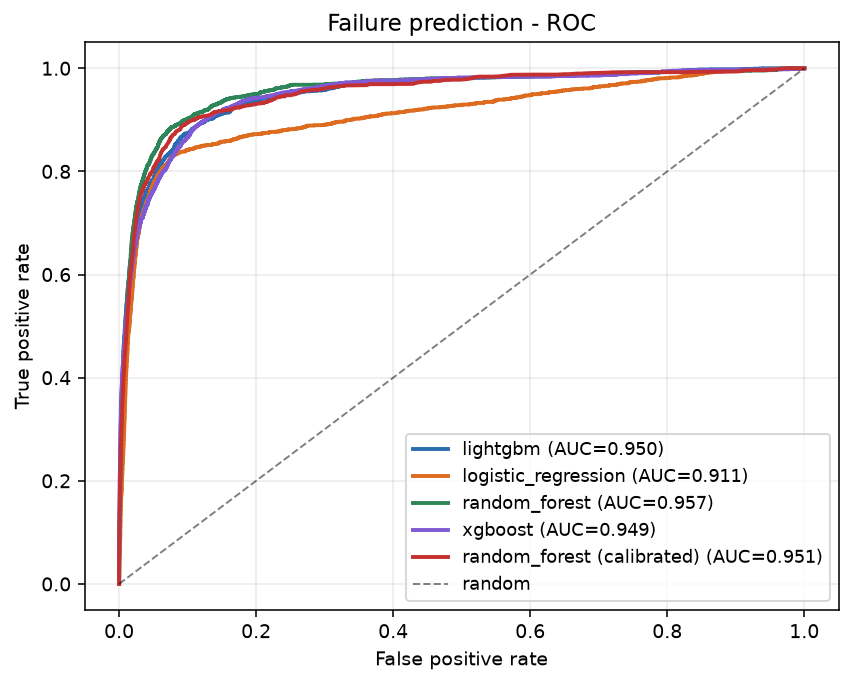 Failure prediction - ROC
1.0
0.8
0.6
0.4
0.2
0.0
True positive rate
lightgbm (AUC=0.950)
logistic_regression (AUC=0.911)
random_forest (AUC=0.957)
xgboost (AUC=0.949)
random_forest (calibrated) (AUC=0.951)
random
0.0 0.2 0.4 0.6 0.8 1.0
False positive rate